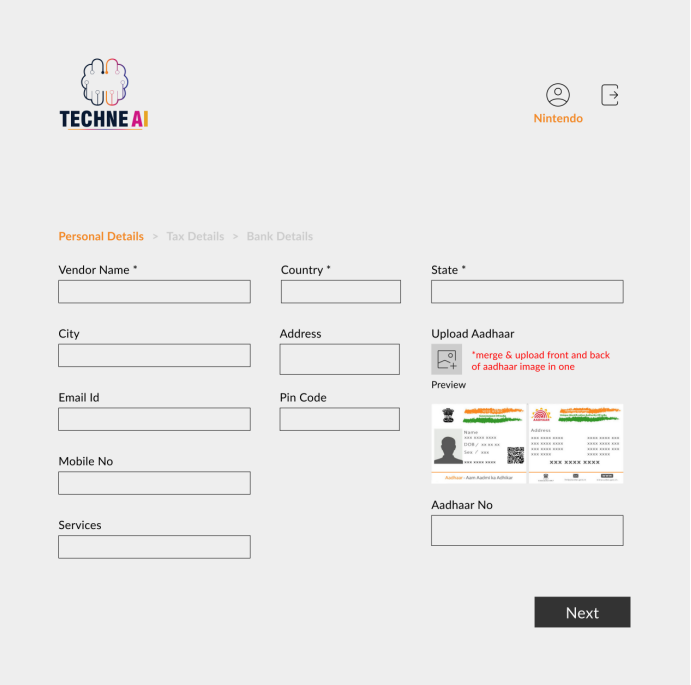 TECHNE AI
Nintendo
Personal Details > Tax Details > Bank Details
Vendor Name *
Country *
State *
City
Address
Upload Aadhaar
*merge & upload front and back
of aadhaar image in one
Preview
Email Id
Pin Code
Name
xxx xxxx xxxx
DOB / xx xx xx
Sex / xxx
xxx xxxx xxxx
Aadhaar - Aam Aadmi ka Adhikar
AADHAAR
Address
xxx xxxx xxxx xxxx xxx xxxx
xxx xxxx xxxx xxxx xxx xxxx
xxx xxxx xxxx xxxx xxx xxxx
xxx xxxx xxxx xxx xxxx
xxx xxxx xxxx
Mobile No
Aadhaar No
Services
Next